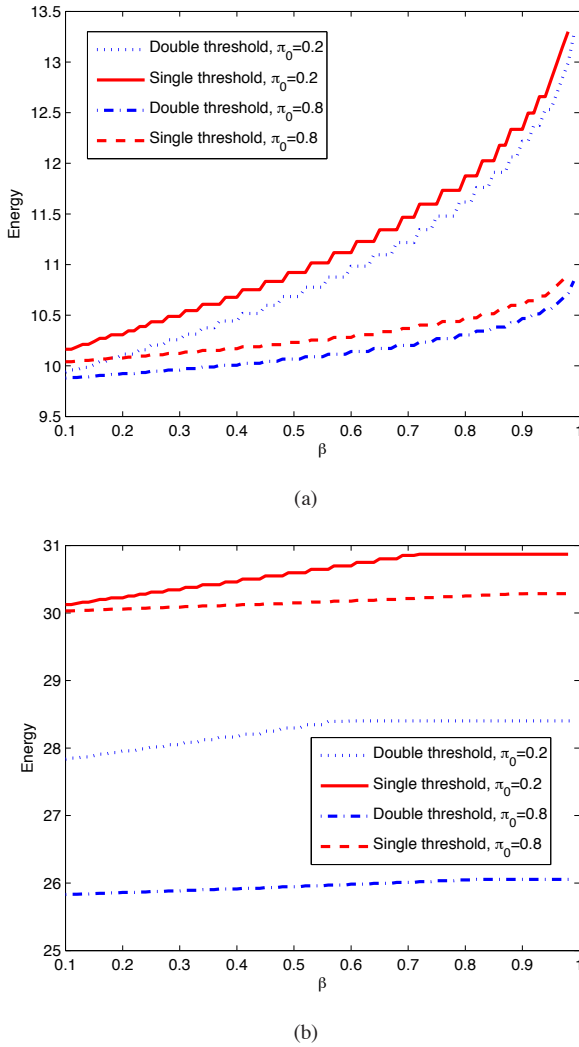 13.5
13
12.5
12
11.5
11
10.5
10
9.5
Energy
Double threshold, π0=0.2
Single threshold, π0=0.2
Double threshold, π0=0.8
Single threshold, π0=0.8
0.1 0.2 0.3 0.4 0.5 0.6 0.7 0.8 0.9 1
β
(a)
31
30
29
28
27
26
25
Energy
Double threshold, π0=0.2
Single threshold, π0=0.2
Double threshold, π0=0.8
Single threshold, π0=0.8
0.1 0.2 0.3 0.4 0.5 0.6 0.7 0.8 0.9 1
β
(b)